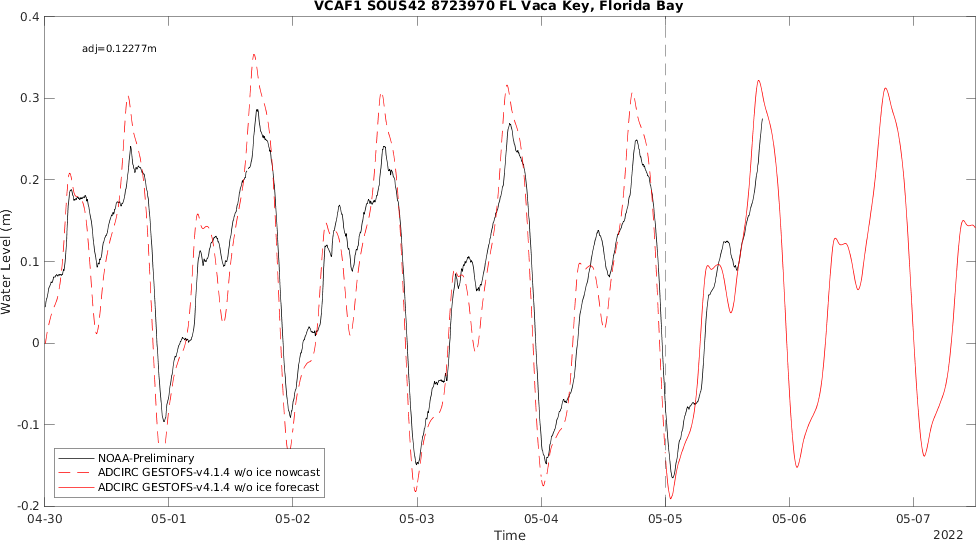 VCAF1 SOUS42 8723970 FL Vaca Key, Florida Bay
adj=0.12277m
Water Level (m)
0.4
0.3
0.2
0.1
0
-0.1
-0.2
NOAA-Preliminary
ADCIRC GESTOFS-v4.1.4 w/o ice nowcast
ADCIRC GESTOFS-v4.1.4 w/o ice forecast
04-30 05-01 05-02 05-03 05-04 05-05 05-06 05-07
Time
2022